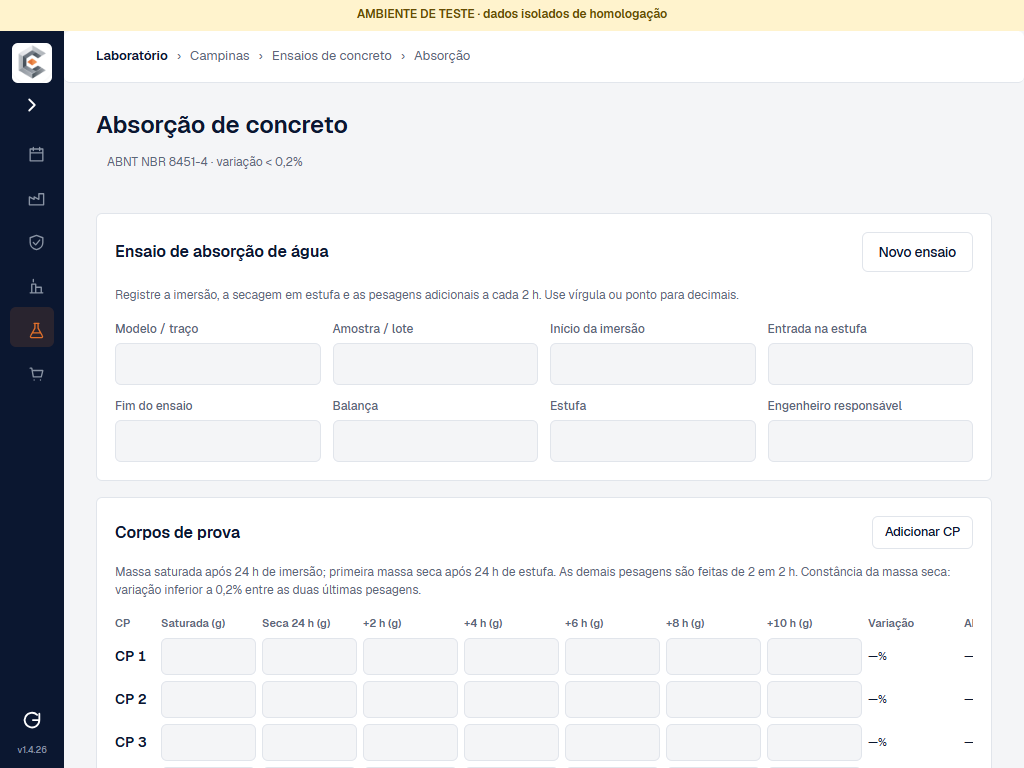 AMBIENTE DE TESTE · dados isolados de homologação
Laboratório › Campinas › Ensaios de concreto › Absorção
Absorção de concreto
ABNT NBR 8451-4 · variação < 0,2%
Ensaio de absorção de água
Novo ensaio
Registre a imersão, a secagem em estufa e as pesagens adicionais a cada 2 h. Use vírgula ou ponto para decimais.
Modelo / traço Amostra / lote Início da imersão Entrada na estufa
Fim do ensaio Balança Estufa Engenheiro responsável
Corpos de prova
Adicionar CP
Massa saturada após 24 h de imersão; primeira massa seca após 24 h de estufa. As demais pesagens são feitas de 2 em 2 h. Constância da massa seca:
variação inferior a 0,2% entre as duas últimas pesagens.
CP Saturada (g) Seca 24 h (g) +2 h (g) +4 h (g) +6 h (g) +8 h (g) +10 h (g) Variação
CP 1 —% —
CP 2 —% —
CP 3 —% —
v1.4.26